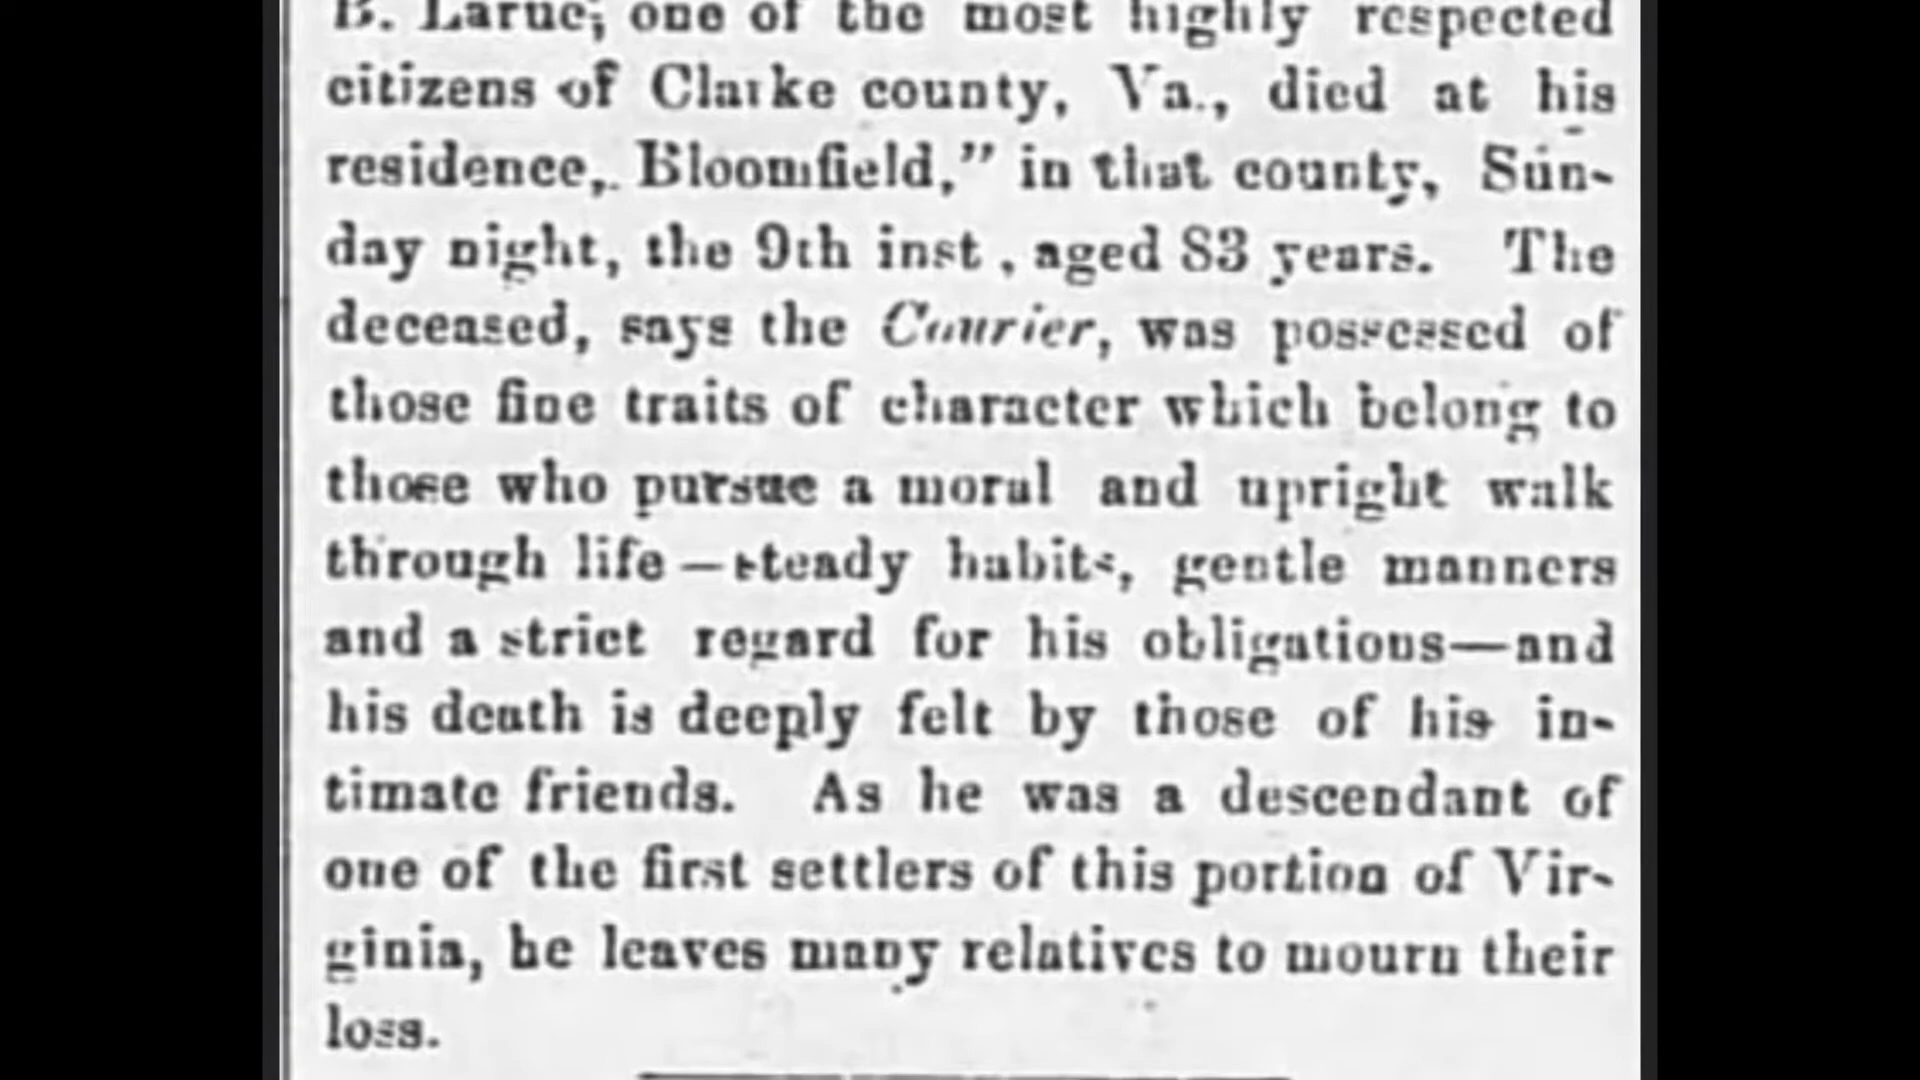 B. Larue, one of the most highly respected
citizens of Clarke county, Va., died at his
residence, Bloomfield,” in that county, Sun-
day night, the 9th inst , aged 83 years. The
deceased, says the Courier, was possessed of
those fine traits of character which belong to
those who pursue a moral and upright walk
through life—steady habits, gentle manners
and a strict regard for his obligations—and
his death is deeply felt by those of his in-
timate friends. As he was a descendant of
one of the first settlers of this portion of Vir-
ginia, he leaves many relatives to mourn their
loss.